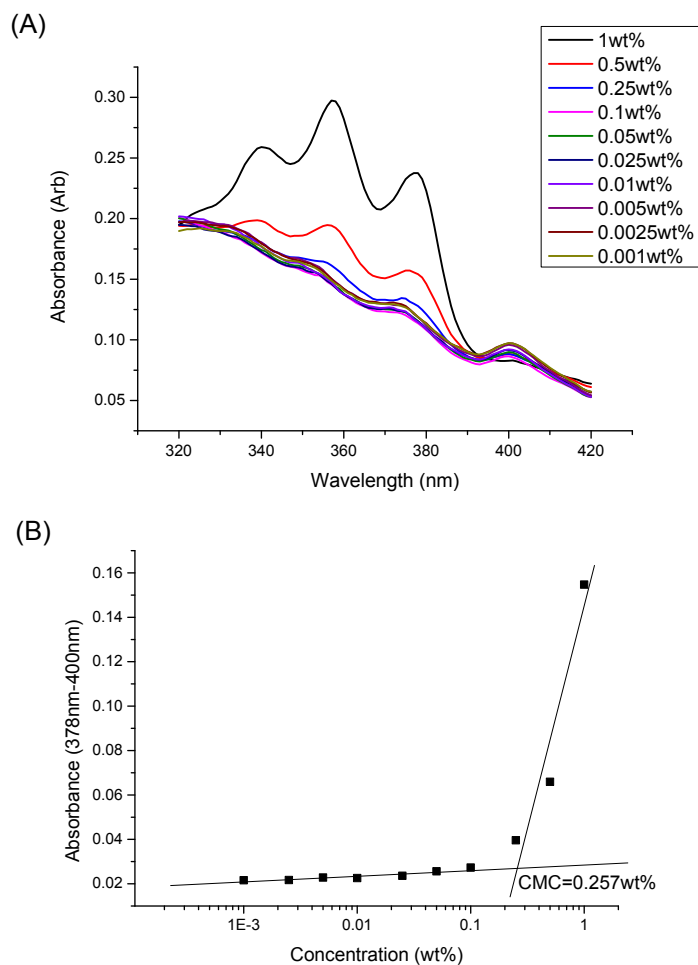 (A)
1wt%
0.5wt%
0.25wt%
0.1wt%
0.05wt%
0.025wt%
0.01wt%
0.005wt%
0.0025wt%
0.001wt%
0.30
0.25
0.20
0.15
0.10
0.05
Absorbance (Arb)
320 340 360 380 400 420
Wavelength (nm)
(B)
0.16
0.14
0.12
0.10
0.08
0.06
0.04
0.02
Absorbance (378nm-400nm)
CMC=0.257wt%
1E-3 0.01 0.1 1
Concentration (wt%)